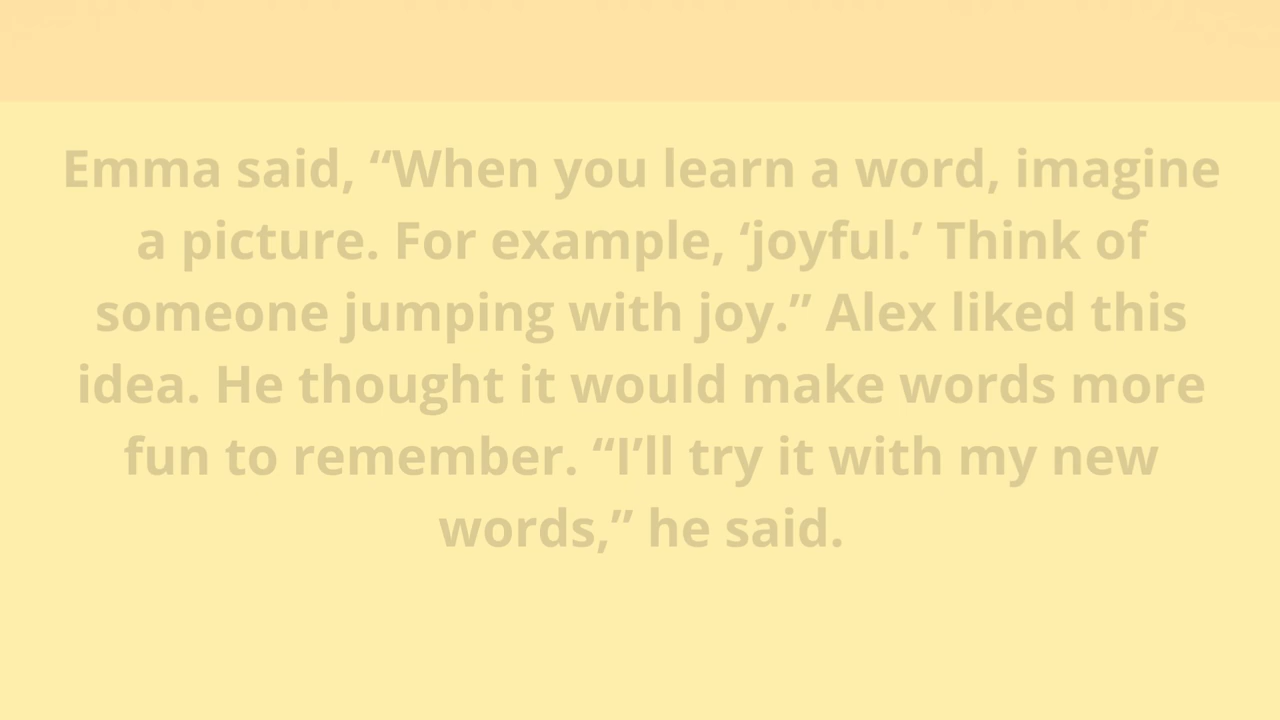 Emma said, “When you learn a word, imagine
a picture. For example, ‘joyful.’ Think of
someone jumping with joy.” Alex liked this
idea. He thought it would make words more
fun to remember. “I’ll try it with my new
words,” he said.